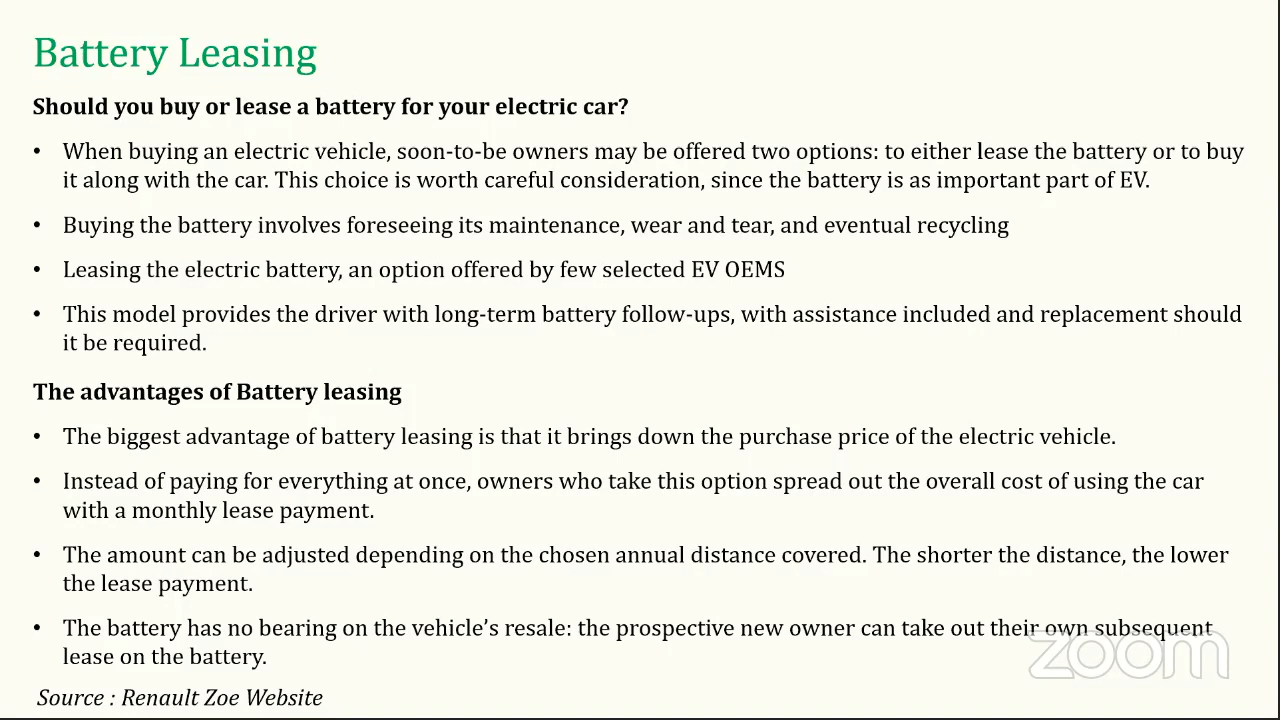 Battery Leasing
Should you buy or lease a battery for your electric car?
• When buying an electric vehicle, soon-to-be owners may be offered two options: to either lease the battery or to buy
it along with the car. This choice is worth careful consideration, since the battery is as important part of EV.
• Buying the battery involves foreseeing its maintenance, wear and tear, and eventual recycling
• Leasing the electric battery, an option offered by few selected EV OEMS
• This model provides the driver with long-term battery follow-ups, with assistance included and replacement should
it be required.
The advantages of Battery leasing
• The biggest advantage of battery leasing is that it brings down the purchase price of the electric vehicle.
• Instead of paying for everything at once, owners who take this option spread out the overall cost of using the car
with a monthly lease payment.
• The amount can be adjusted depending on the chosen annual distance covered. The shorter the distance, the lower
the lease payment.
• The battery has no bearing on the vehicle’s resale: the prospective new owner can take out their own subsequent
lease on the battery.
zoom
Source : Renault Zoe Website